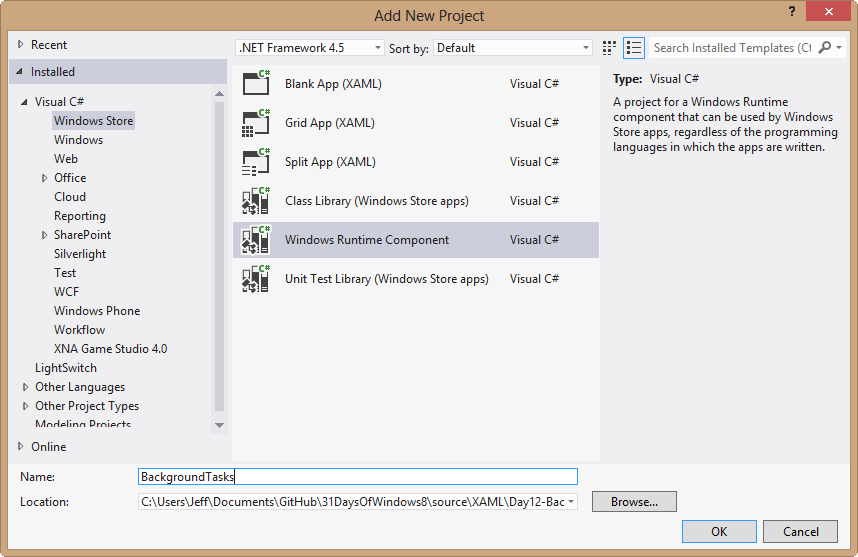 Add New Project
?
Recent
Installed
Visual C#
Windows Store
Windows
Web
Office
Cloud
Reporting
SharePoint
Silverlight
Test
WCF
Windows Phone
Workflow
XNA Game Studio 4.0
LightSwitch
Other Languages
Other Project Types
Modeling Projects
Online
.NET Framework 4.5
Sort by: Default
Search Installed Templates (Ct
C# Blank App (XAML) Visual C#
C# Grid App (XAML) Visual C#
C# Split App (XAML) Visual C#
C# Class Library (Windows Store apps) Visual C#
C# Windows Runtime Component Visual C#
C# Unit Test Library (Windows Store apps) Visual C#
Type: Visual C#
A project for a Windows Runtime
component that can be used by Windows
Store apps, regardless of the programming
languages in which the apps are written.
Name: BackgroundTasks
Location: C:\Users\Jeff\Documents\GitHub\31DaysOfWindows8\source\XAML\Day12-Bac
Browse...
OK
Cancel